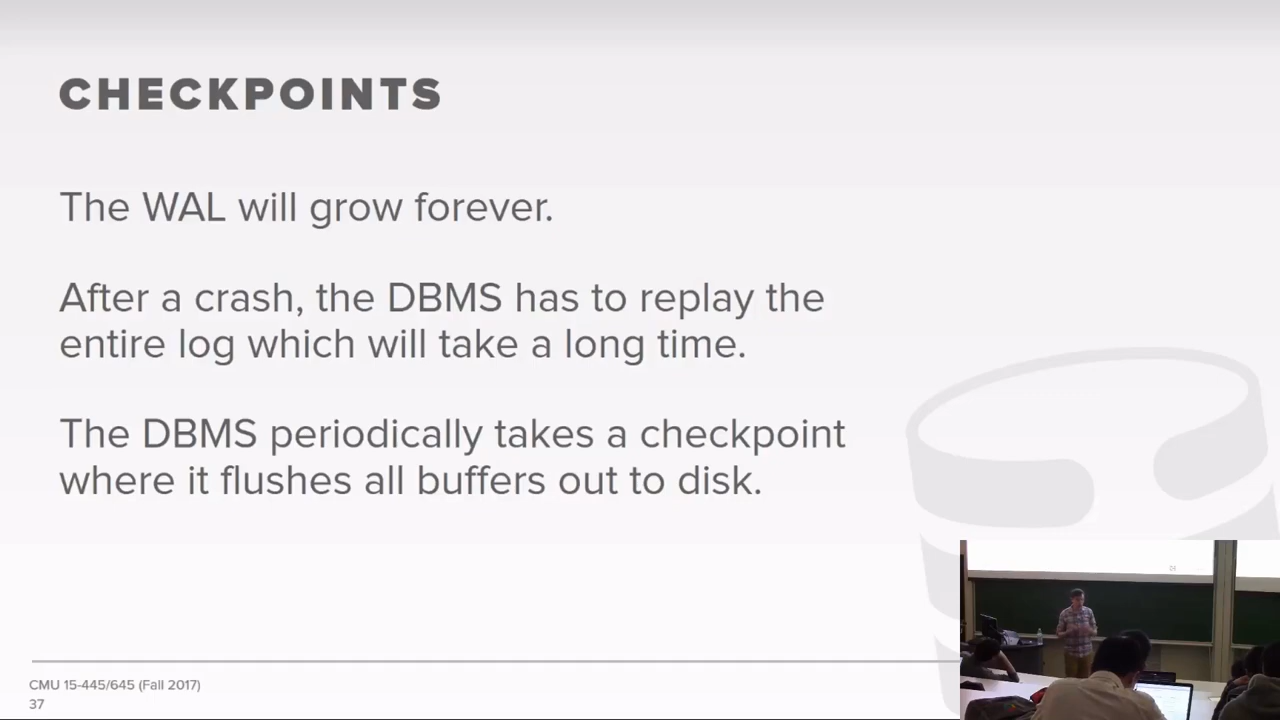 CHECKPOINTS
The WAL will grow forever.
After a crash, the DBMS has to replay the
entire log which will take a long time.
The DBMS periodically takes a checkpoint
where it flushes all buffers out to disk.
CMU 15-445/645 (Fall 2017)
37